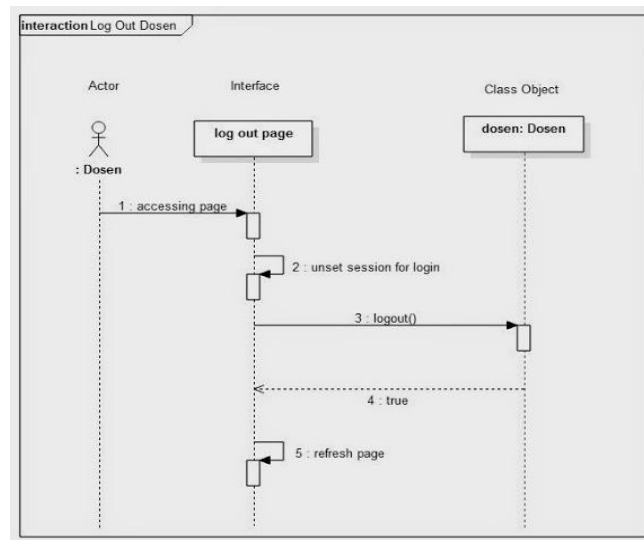 interaction Log Out Dosen
Actor
Interface
Class Object
log out page
dosen: Dosen
: Dosen
1 : accessing page
2 : unset session for login
3 : logout()
4 : true
5 : refresh page